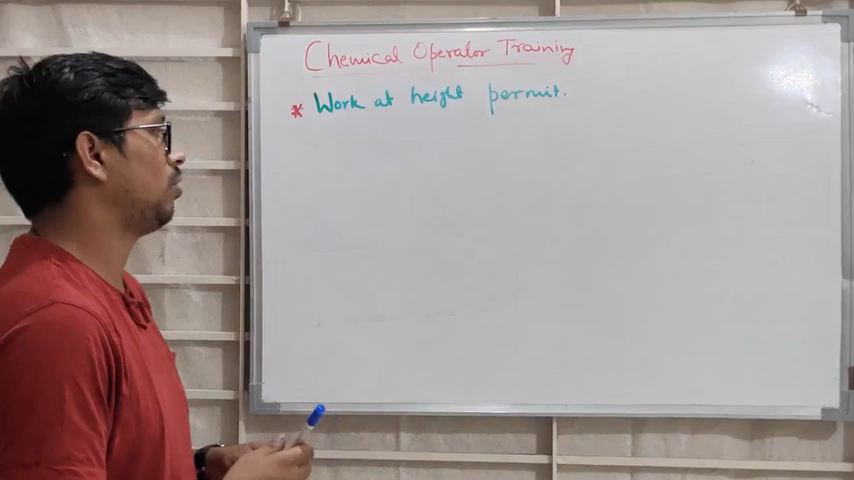 Chemical Operator Training
* Work at height permit.